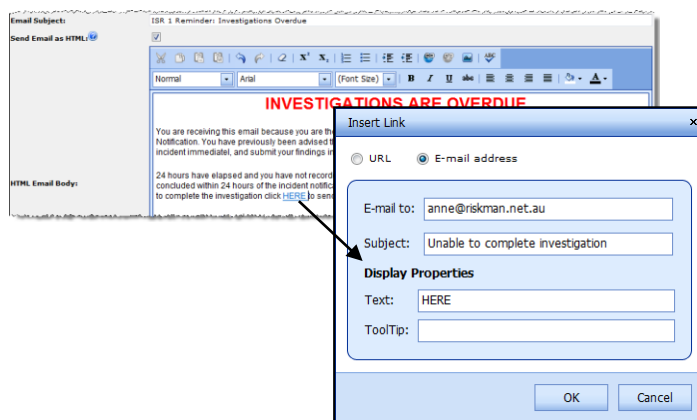 Email Subject:
ISR 1 Reminder: Investigations Overdue
Send Email as HTML:
Normal
Arial
(Font Size)
B I U abc
INVESTIGATIONS ARE OVERDUE
You are receiving this email because you are the
Notification. You have previously been advised t
incident immediatel, and submit your findings in
24 hours have elapsed and you have not record
concluded within 24 hours of the incident notific
to complete the investigation click HERE to send
HTML Email Body:
Insert Link
x
URL
E-mail address
E-mail to:
anne@riskman.net.au
Subject:
Unable to complete investigation
Display Properties
Text:
HERE
ToolTip:
OK
Cancel